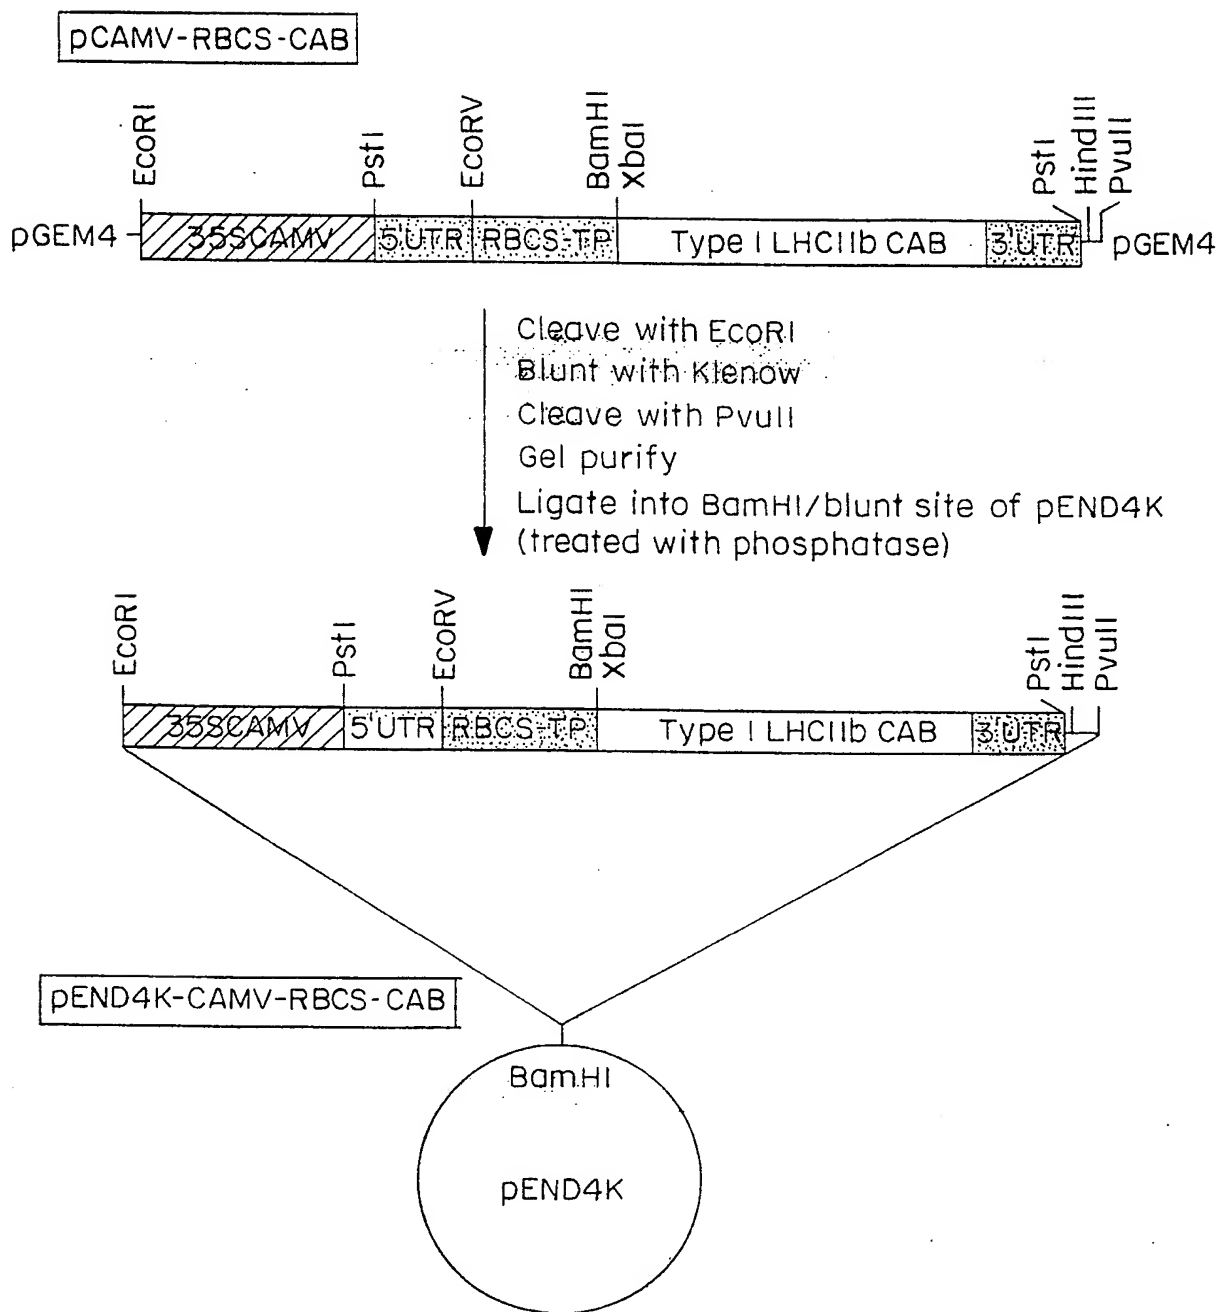 pCAMV-RBCS-CAB
EcoRI
PstI
EcoRV
BamHI
XbaI
PstI
HindIII
PvuII
pGEM4
35SCAMV
5'UTR
RBCS-TP
Type I LHCIIb CAB
3'UTR
pGEM4
Cleave with EcoRI
Blunt with Klenow
Cleave with PvuII
Gel purify
Ligate into BamHI/blunt site of pEND4K
(treated with phosphatase)
EcoRI
PstI
EcoRV
BamHI
XbaI
PstI
HindIII
PvuII
35SCAMV
5'UTR
RBCS-TP
Type I LHCIIb CAB
3'UTR
pEND4K-CAMV-RBCS-CAB
BamHI
pEND4K